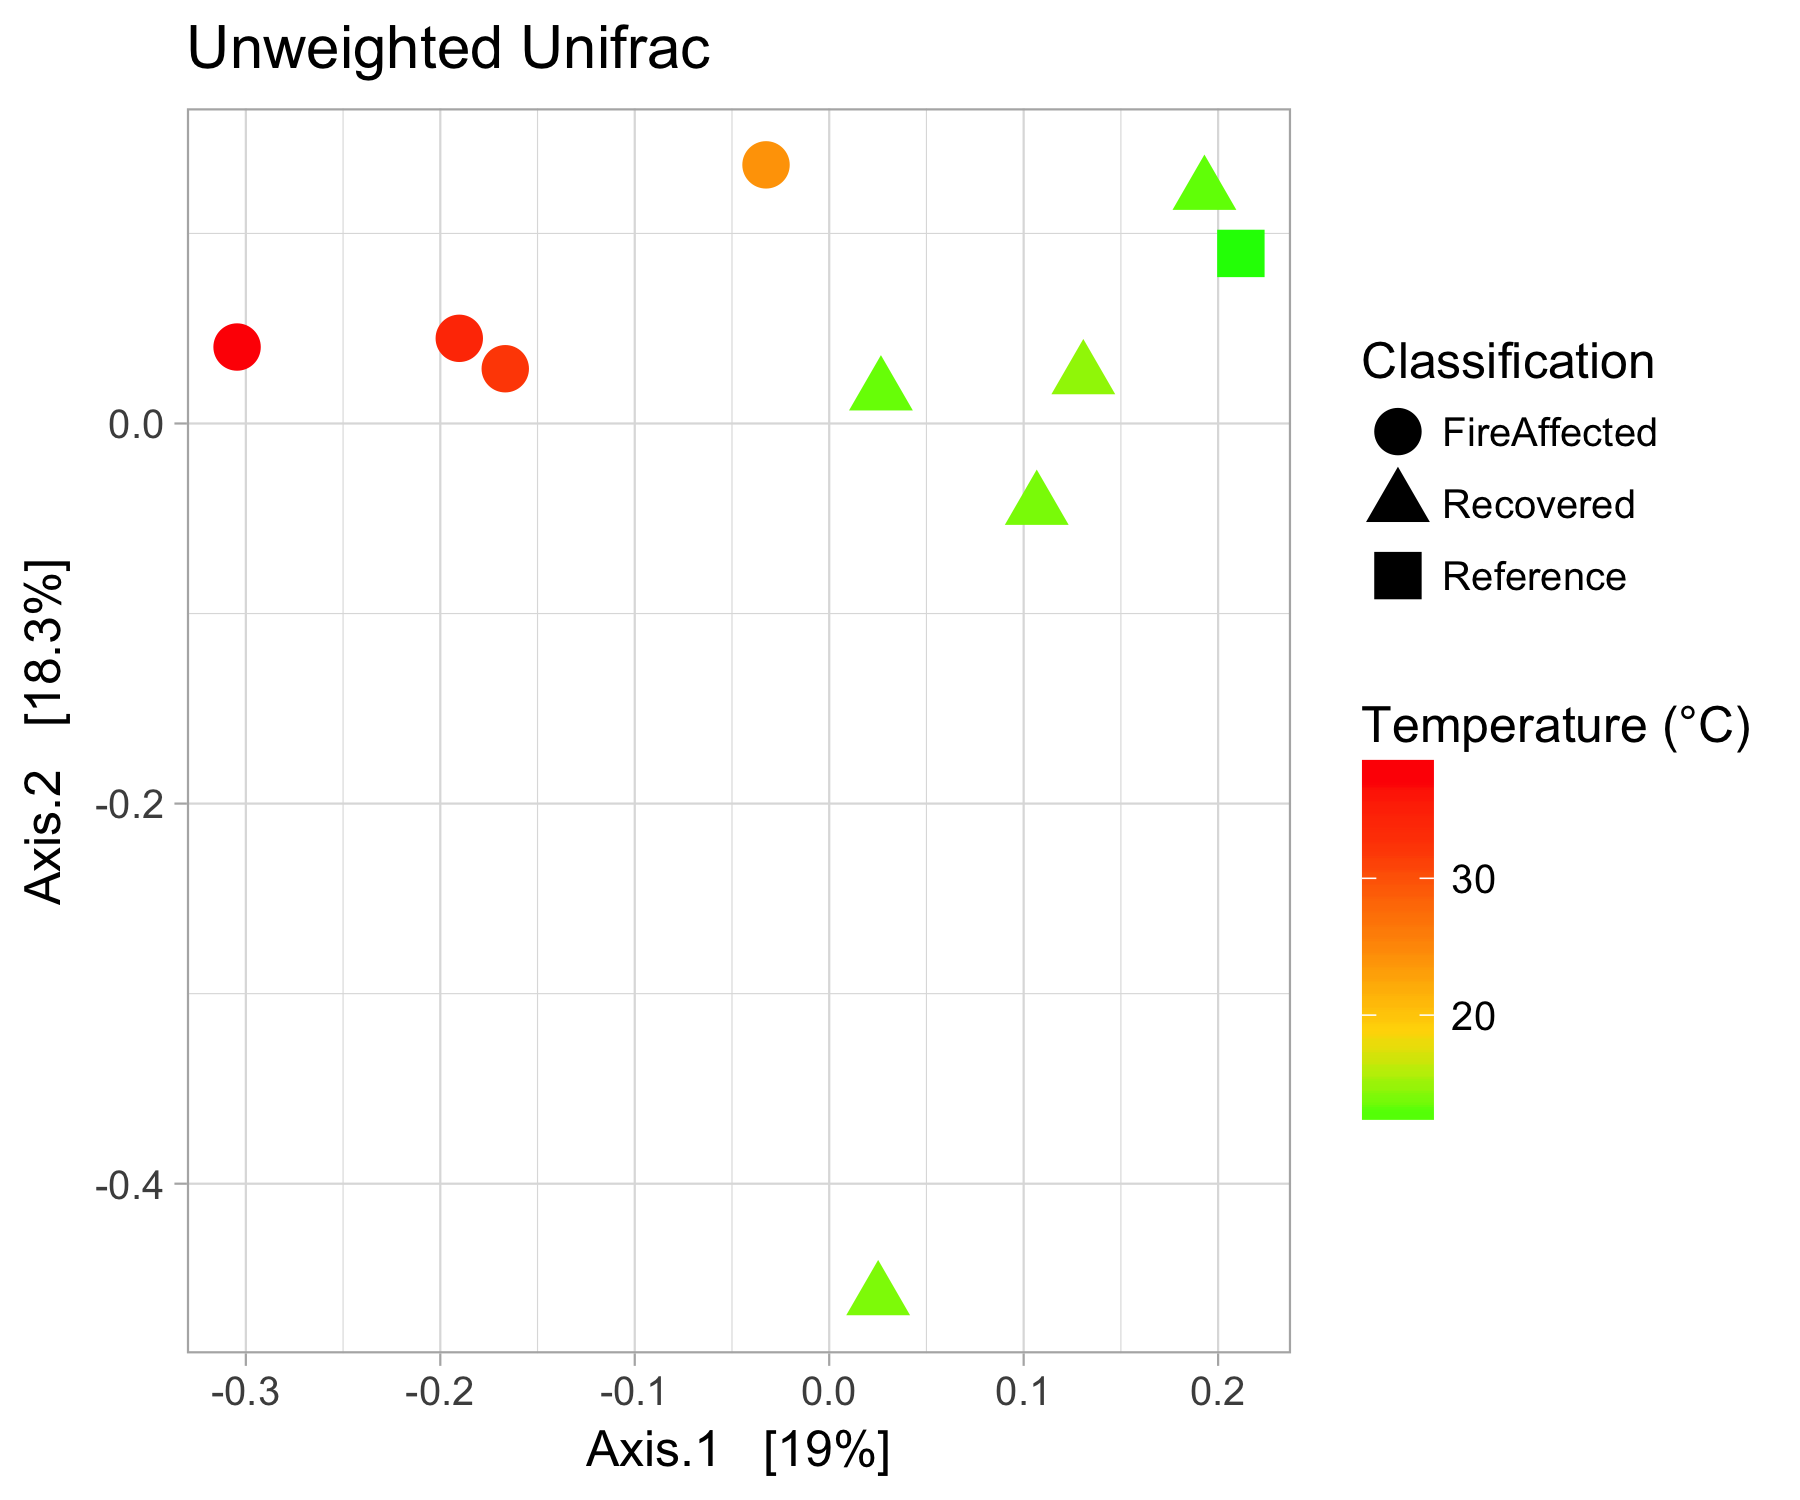 Unweighted Unifrac
0.0
-0.2
-0.4
Axis.2 [18.3%]
-0.3 -0.2 -0.1 0.0 0.1 0.2
Axis.1 [19%]
Classification
FireAffected
Recovered
Reference
Temperature (°C)
30
20